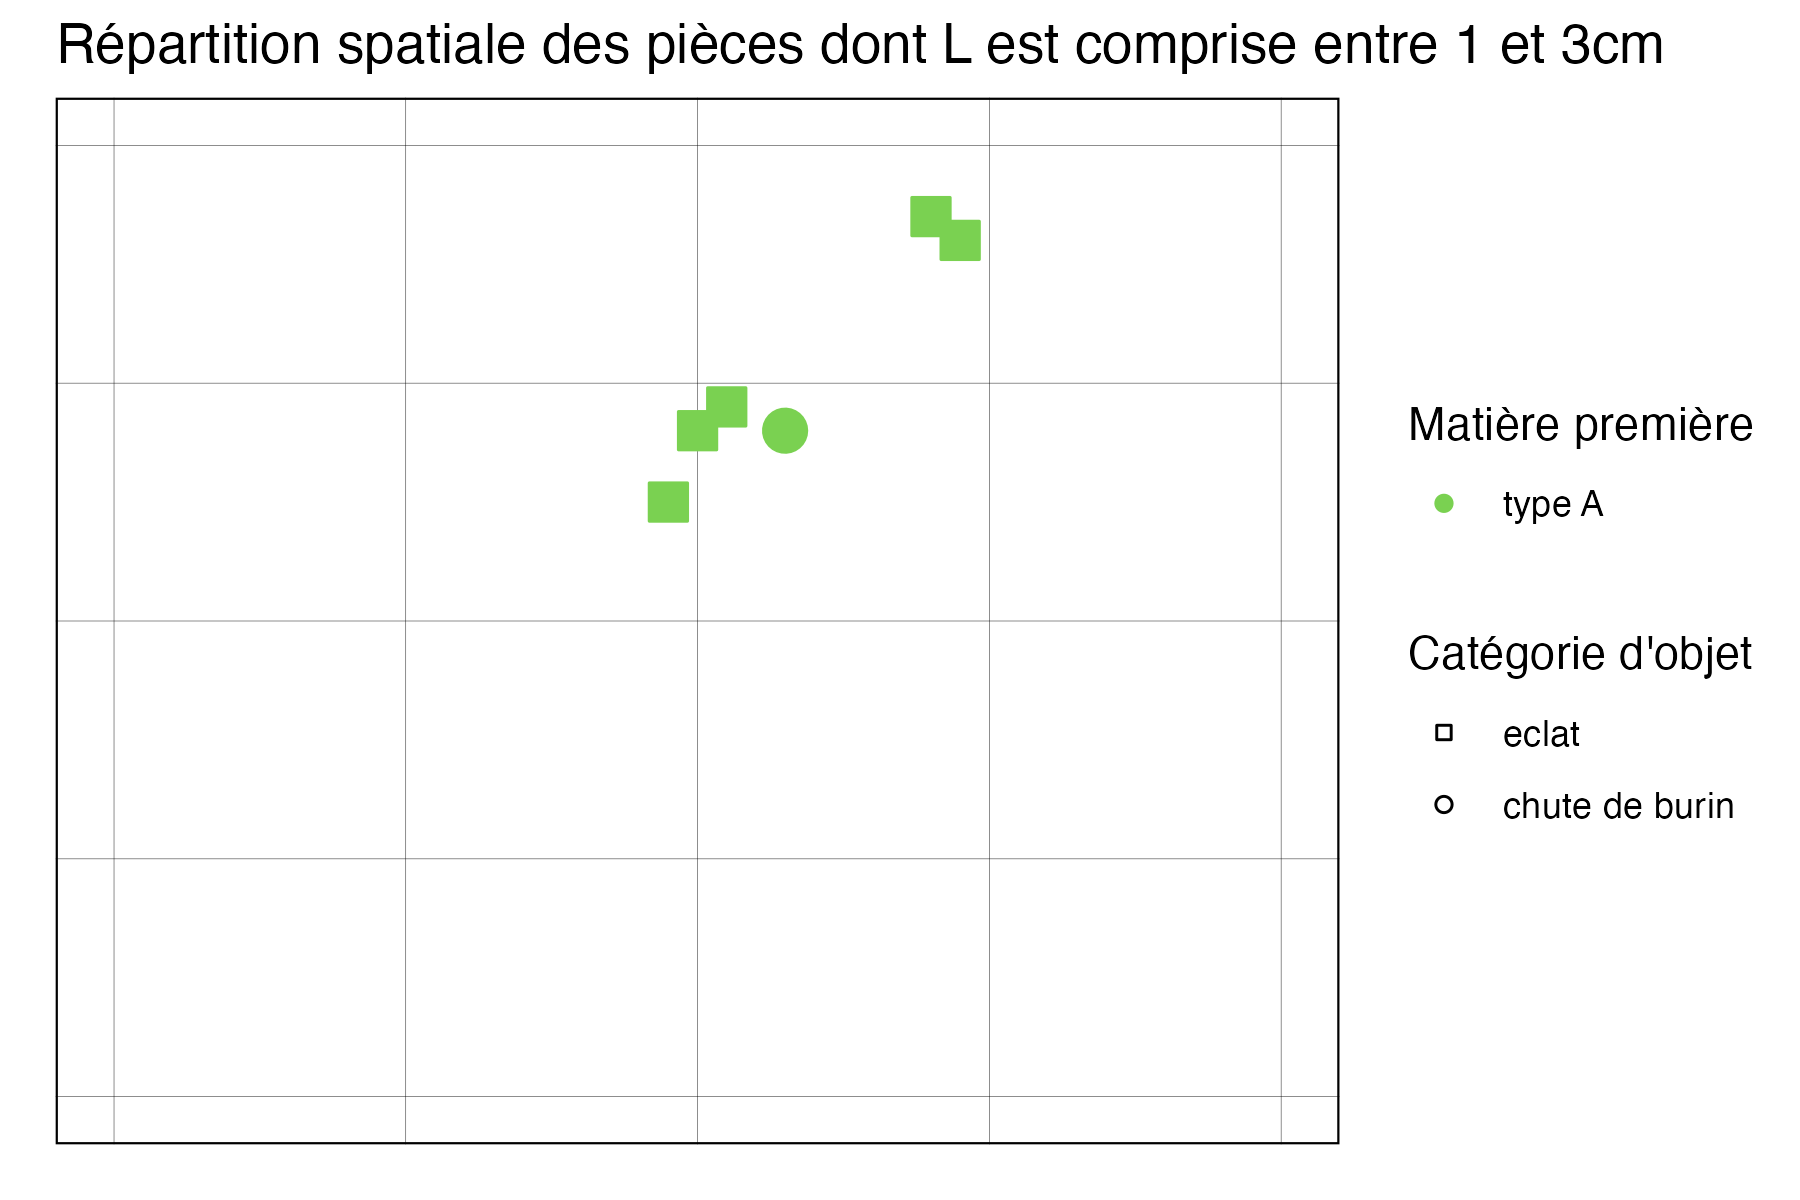 Répartition spatiale des pièces dont L est comprise entre 1 et 3cm
Matière première
type A
Catégorie d'objet
eclat
chute de burin